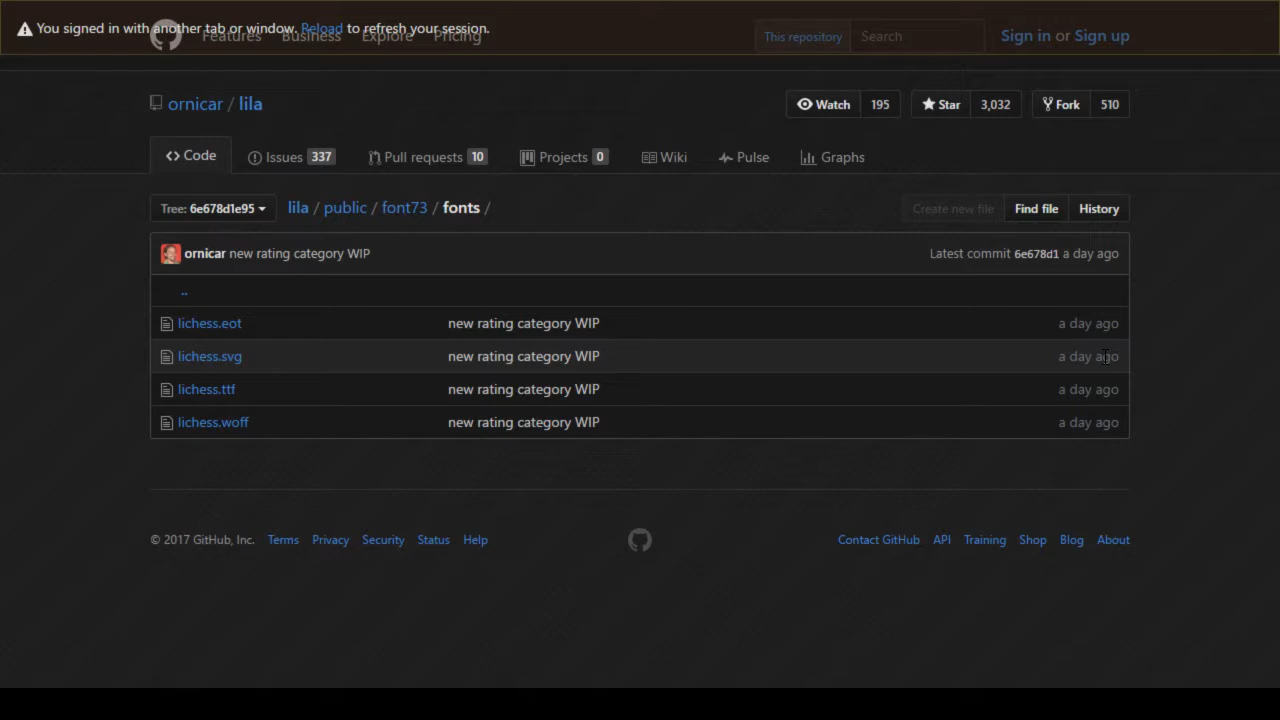 You signed in with another tab or window. Reload to refresh your session.
Features Business Explore Pricing This repository Search Sign in or Sign up
ornicar / lila Watch 195 Star 3,032 Fork 510
Code Issues 337 Pull requests 10 Projects 0 Wiki Pulse Graphs
Tree: 6e678d1e95 lila / public / font73 / fonts / Create new file Find file History
ornicar new rating category WIP Latest commit 6e678d1 a day ago
..
lichess.eot new rating category WIP a day ago
lichess.svg new rating category WIP a day ago
lichess.ttf new rating category WIP a day ago
lichess.woff new rating category WIP a day ago
© 2017 GitHub, Inc. Terms Privacy Security Status Help Contact GitHub API Training Shop Blog About